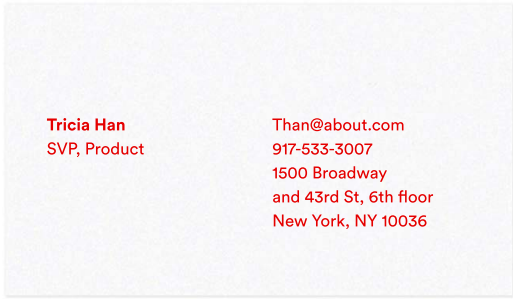 Tricia Han
SVP, Product
Than@about.com
917-533-3007
1500 Broadway
and 43rd St, 6th floor
New York, NY 10036